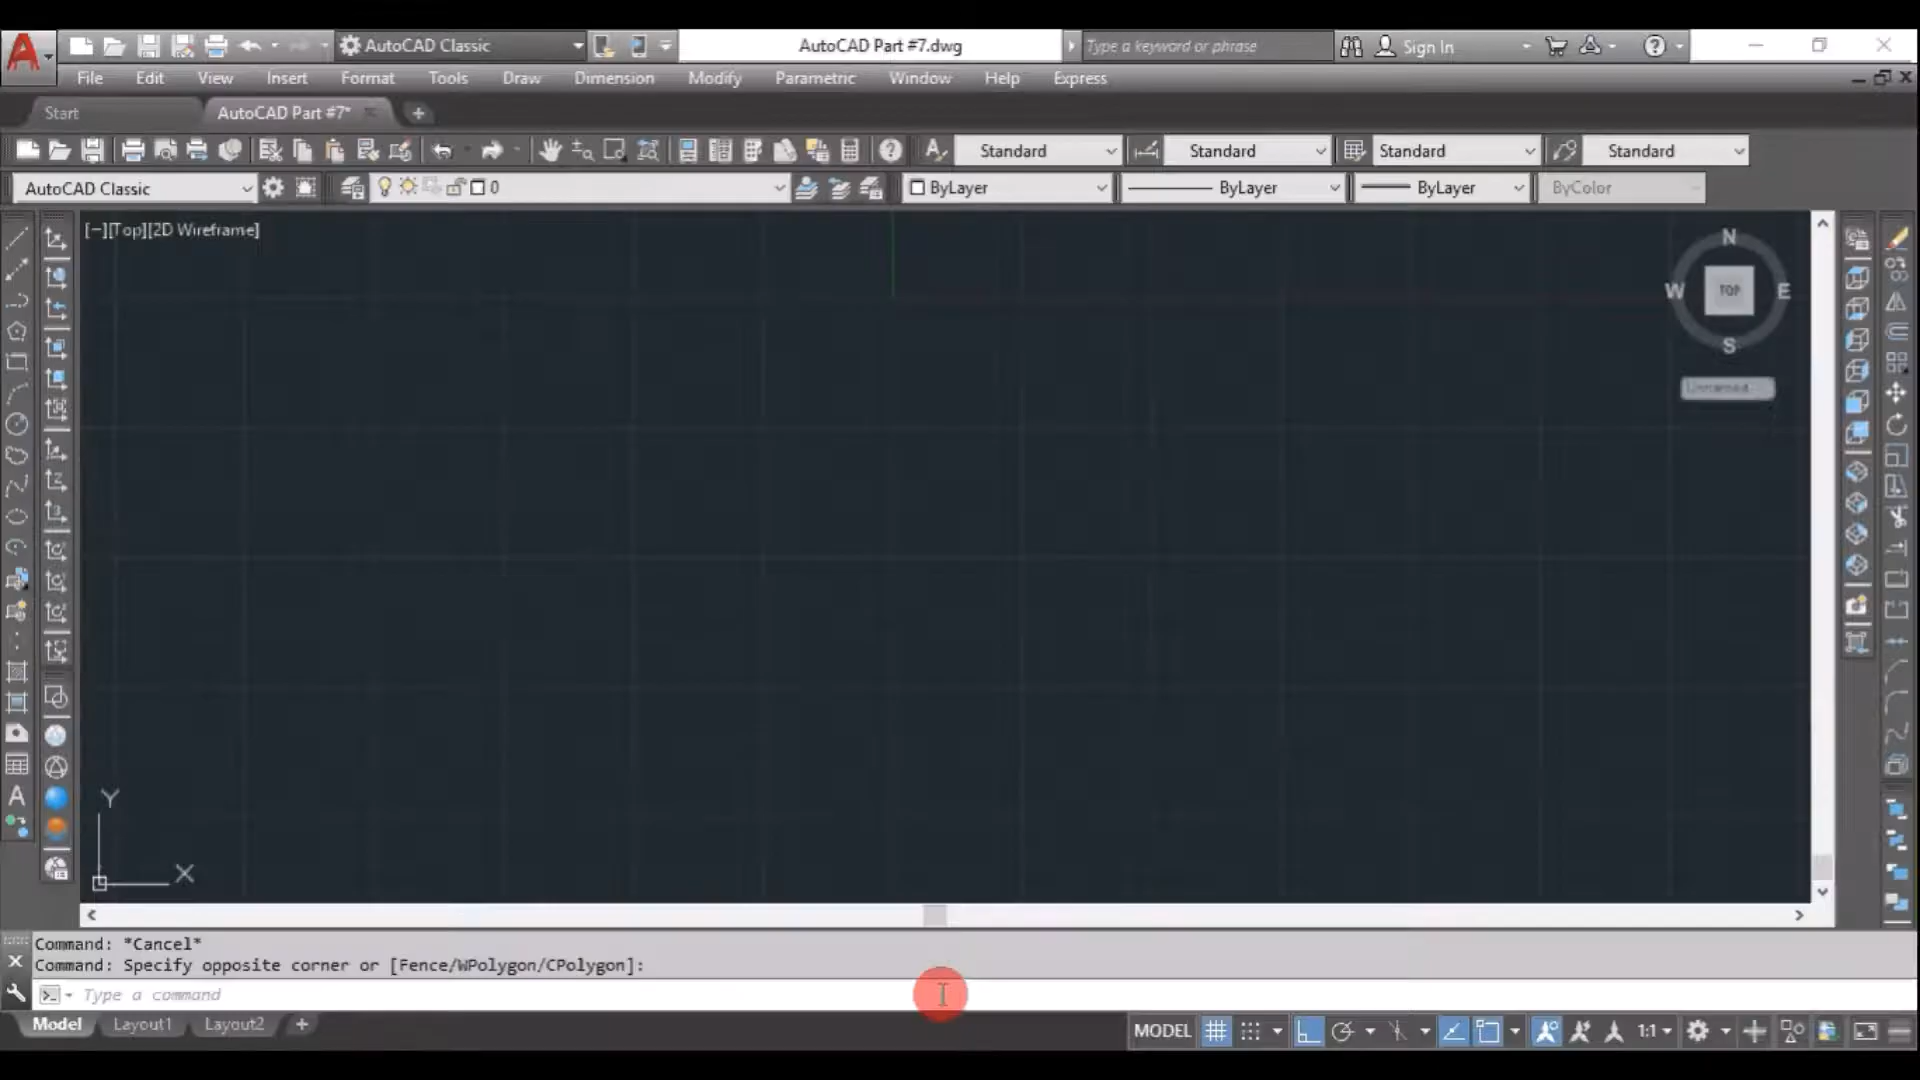 AutoCAD Classic
AutoCAD Part #7.dwg
Type a keyword or phrase
Sign In
File Edit View Insert Format Tools Draw Dimension Modify Parametric Window Help Express
Start
AutoCAD Part #7*
Standard Standard Standard Standard
AutoCAD Classic
0
ByLayer ByLayer ByLayer ByColor
[−][Top][2D Wireframe]
N
W TOP E
S
Unnamed
Y
X
Command: *Cancel*
Command: Specify opposite corner or [Fence/WPolygon/CPolygon]:
Type a command
Model Layout1 Layout2
MODEL 1:1